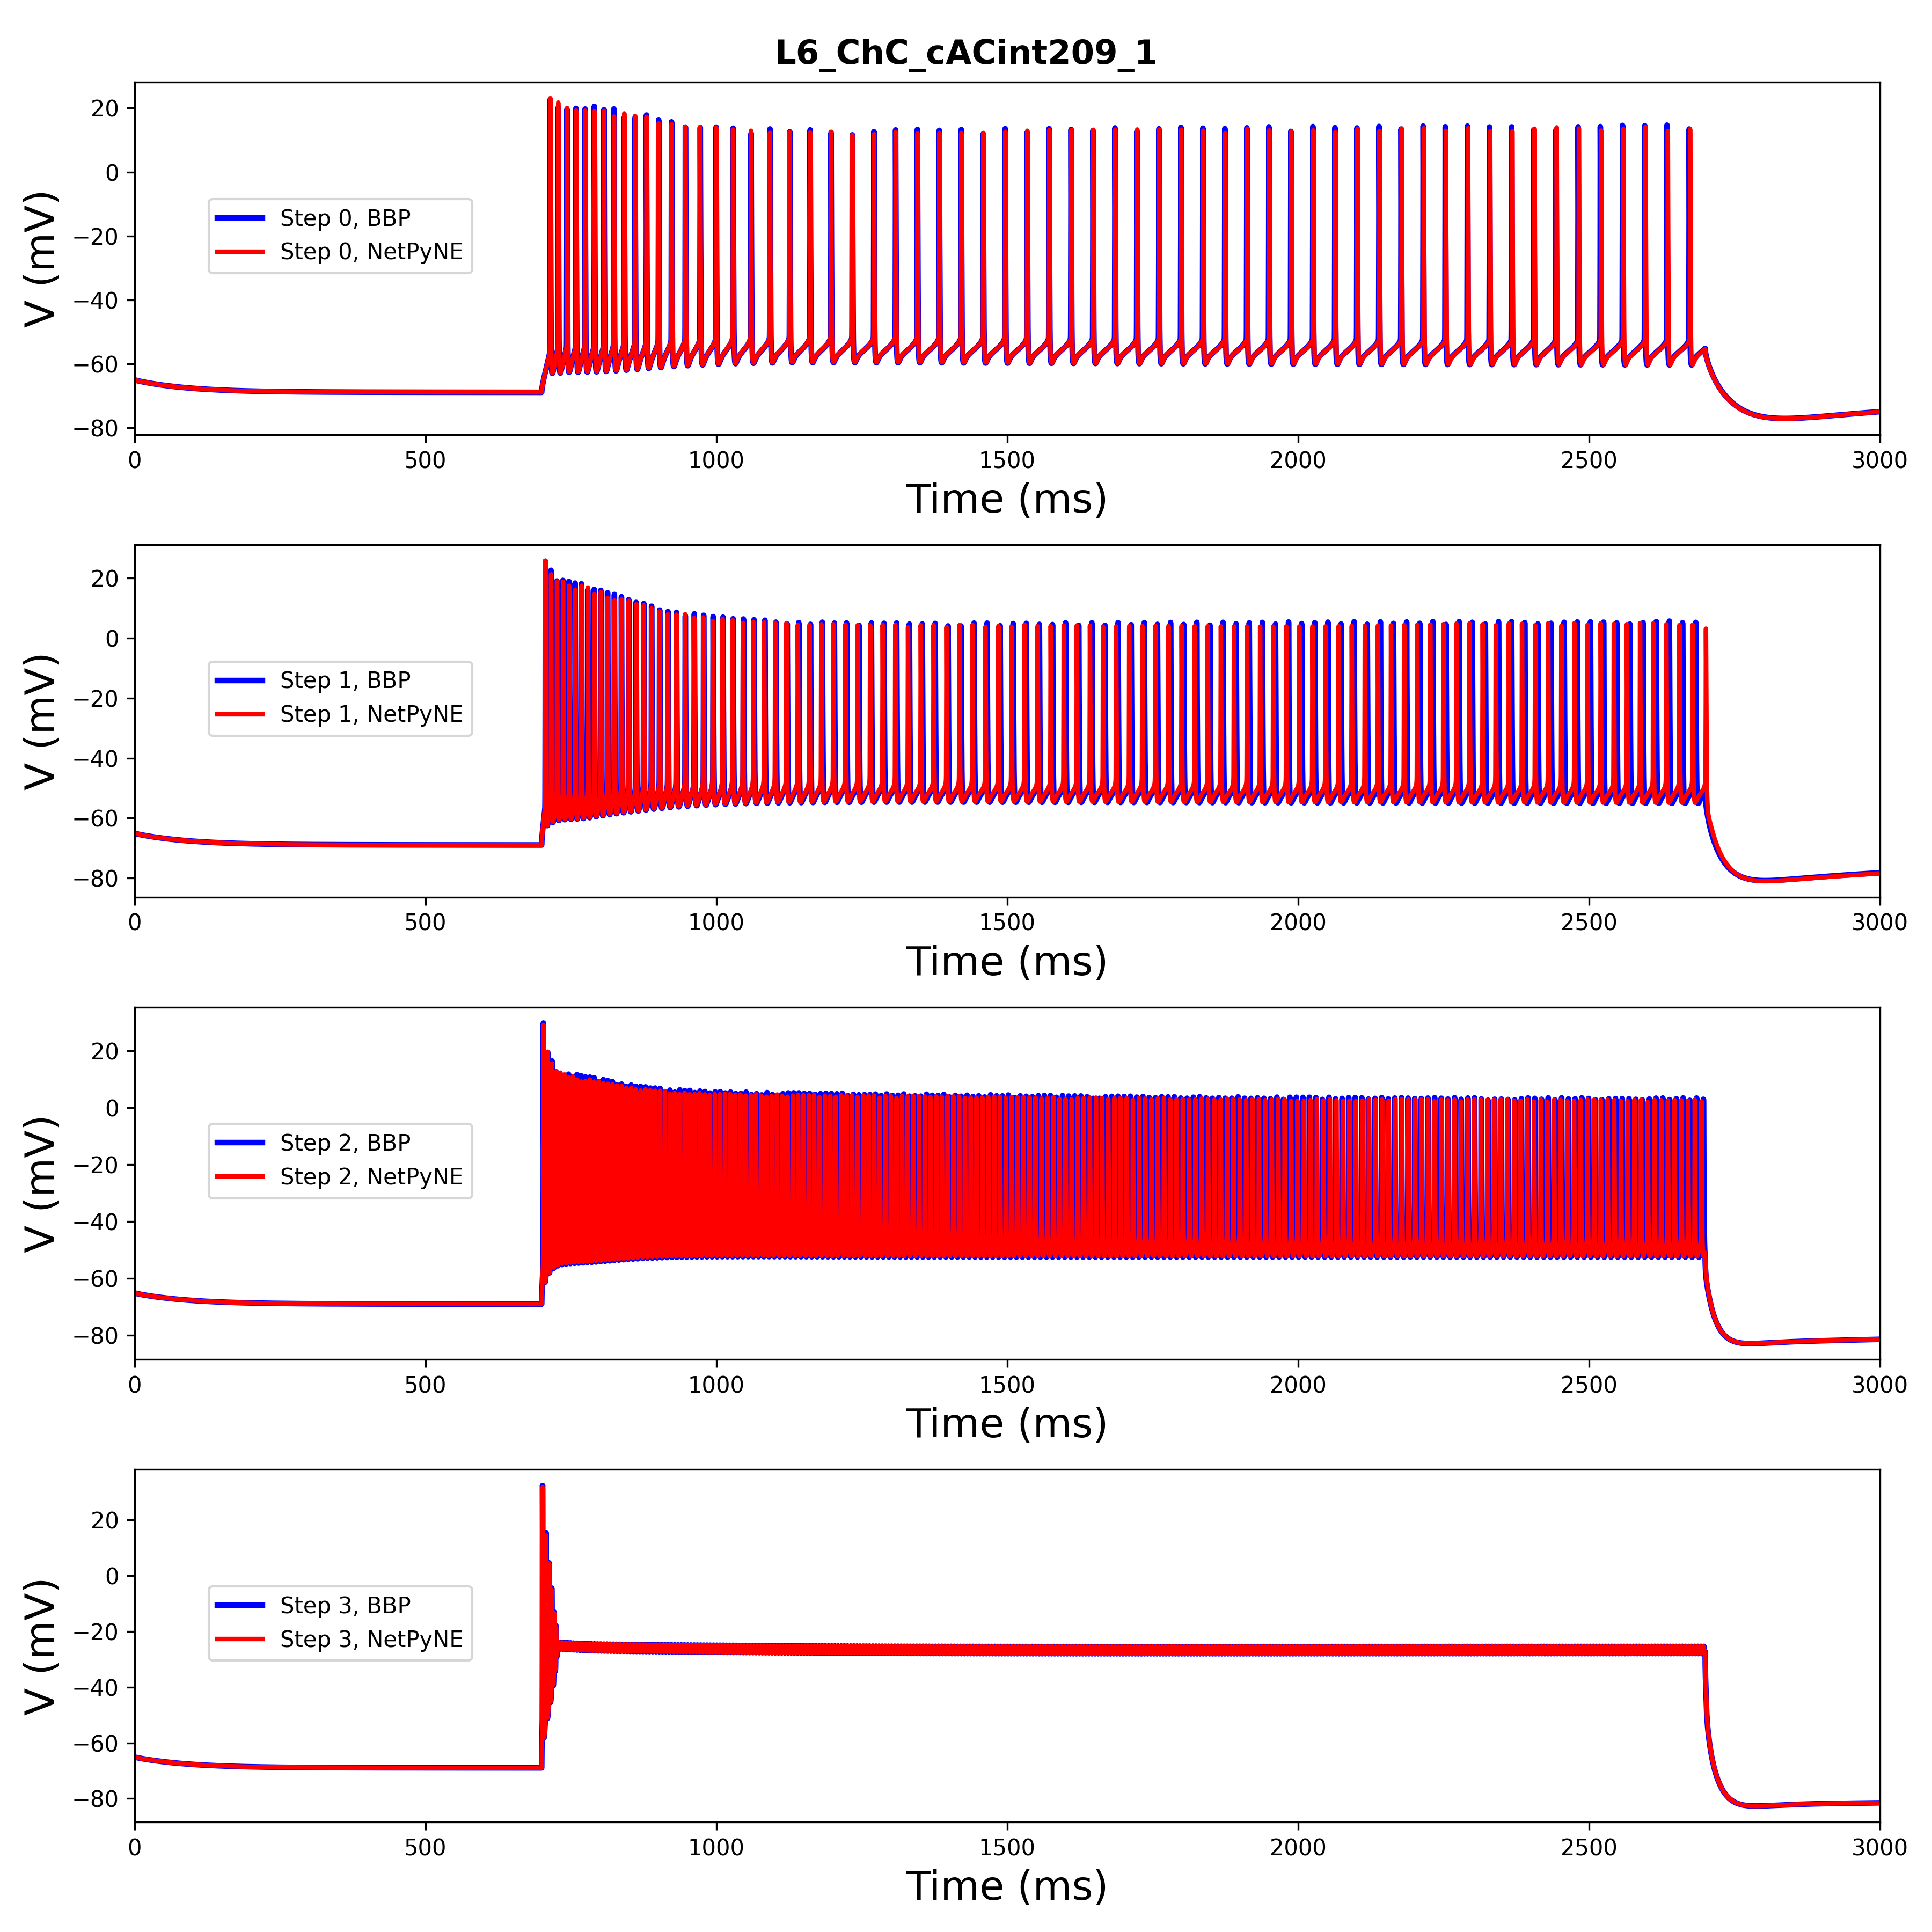 L6_ChC_cACint209_1
20
0
−20
−40
−60
−80
V (mV)
Step 0, BBP
Step 0, NetPyNE
0 500 1000 1500 2000 2500 3000
Time (ms)
20
0
−20
−40
−60
−80
V (mV)
Step 1, BBP
Step 1, NetPyNE
0 500 1000 1500 2000 2500 3000
Time (ms)
20
0
−20
−40
−60
−80
V (mV)
Step 2, BBP
Step 2, NetPyNE
0 500 1000 1500 2000 2500 3000
Time (ms)
20
0
−20
−40
−60
−80
V (mV)
Step 3, BBP
Step 3, NetPyNE
0 500 1000 1500 2000 2500 3000
Time (ms)